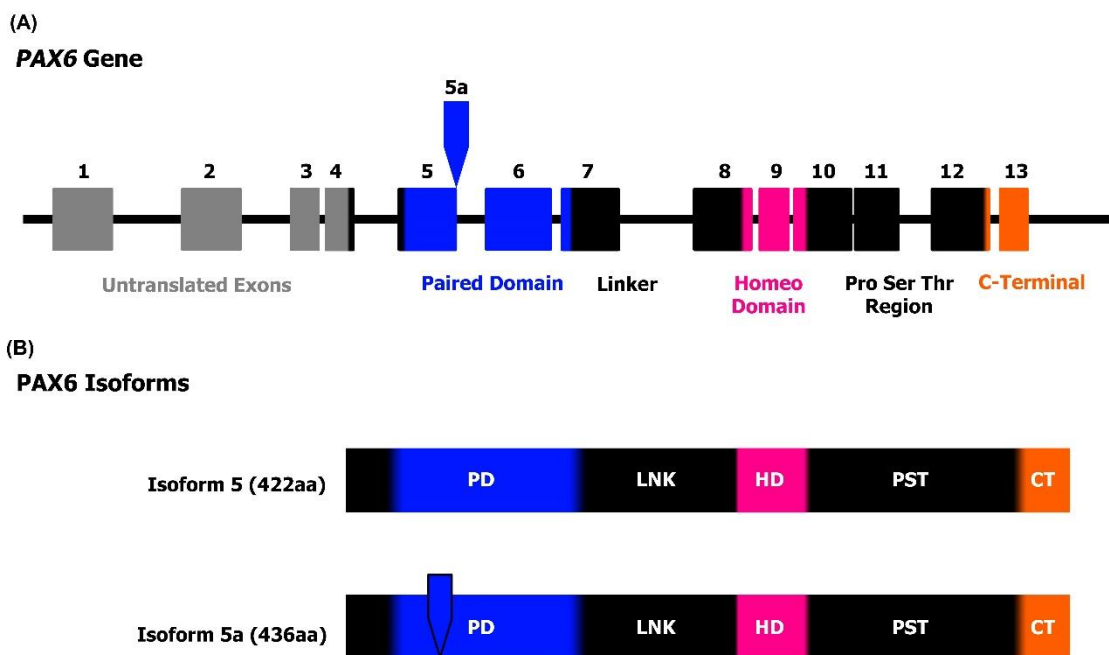 (A)
PAX6 Gene
5a
1 2 3 4 5 6 7 8 9 10 11 12 13
Untranslated Exons
Paired Domain
Linker
Homeo
Domain
Pro Ser Thr
Region
C-Terminal
(B)
PAX6 Isoforms
Isoform 5 (422aa) PD LNK HD PST CT
Isoform 5a (436aa) PD LNK HD PST CT